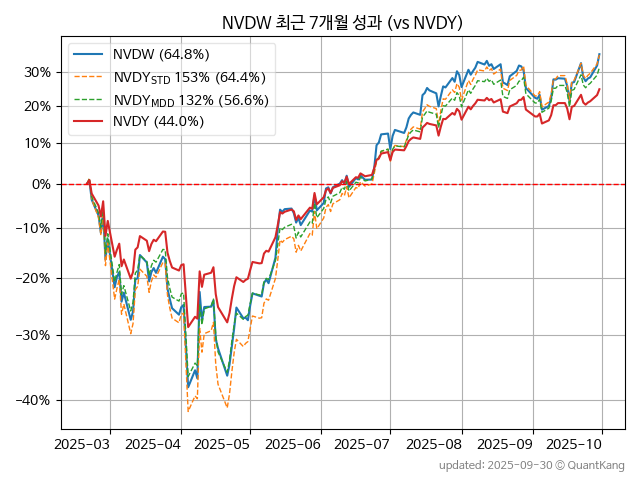 NVDW 최근 7개월 성과 (vs NVDY)
NVDW (64.8%)
NVDY_STD 153% (64.4%)
NVDY_MDD 132% (56.6%)
NVDY (44.0%)
30%
20%
10%
0%
−10%
−20%
−30%
−40%
2025-03 2025-04 2025-05 2025-06 2025-07 2025-08 2025-09 2025-10
updated: 2025-09-30 © QuantKang